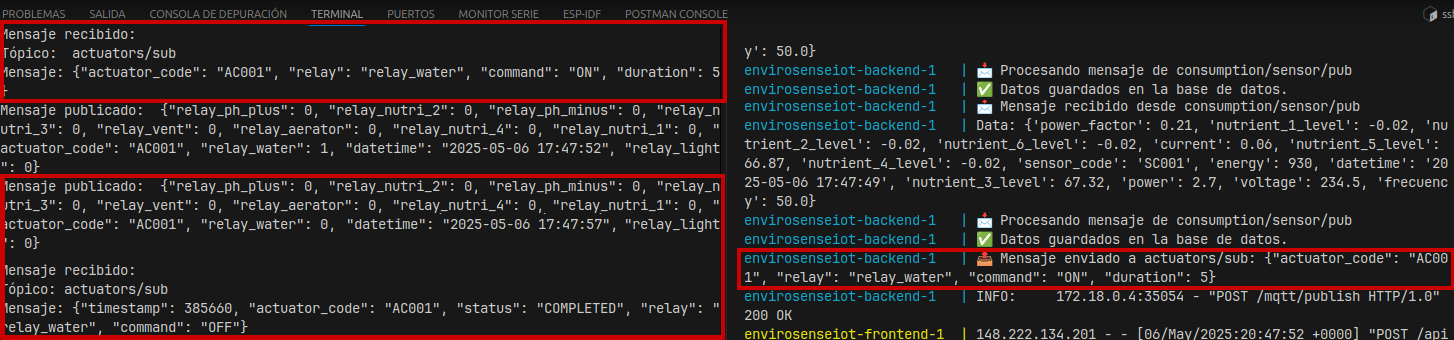 PROBLEMAS SALIDA CONSOLA DE DEPURACIÓN TERMINAL PUERTOS MONITOR SERIE ESP-IDF POSTMAN CONSOLE ssh
Mensaje recibido:
Tópico:  actuators/sub
Mensaje: {"actuator_code": "AC001", "relay": "relay_water", "command": "ON", "duration": 5
}
Mensaje publicado:  {"relay_ph_plus": 0, "relay_nutri_2": 0, "relay_ph_minus": 0, "relay_n
utri_3": 0, "relay_vent": 0, "relay_aerator": 0, "relay_nutri_4": 0, "relay_nutri_1": 0, "
actuator_code": "AC001", "relay_water": 1, "datetime": "2025-05-06 17:47:52", "relay_light
": 0}
Mensaje publicado:  {"relay_ph_plus": 0, "relay_nutri_2": 0, "relay_ph_minus": 0, "relay_n
utri_3": 0, "relay_vent": 0, "relay_aerator": 0, "relay_nutri_4": 0, "relay_nutri_1": 0, "
actuator_code": "AC001", "relay_water": 0, "datetime": "2025-05-06 17:47:57", "relay_light
": 0}
Mensaje recibido:
Tópico: actuators/sub
Mensaje: {"timestamp": 385660, "actuator_code": "AC001", "status": "COMPLETED", "relay": "
relay_water", "command": "OFF"}
y': 50.0}
envirosenseiot-backend-1   | 📩 Procesando mensaje de consumption/sensor/pub
envirosenseiot-backend-1   | ✅ Datos guardados en la base de datos.
envirosenseiot-backend-1   | 📩 Mensaje recibido desde consumption/sensor/pub
envirosenseiot-backend-1   | Data: {'power_factor': 0.21, 'nutrient_1_level': -0.02, 'nu
trient_2_level': -0.02, 'nutrient_6_level': -0.02, 'current': 0.06, 'nutrient_5_level':
66.87, 'nutrient_4_level': -0.02, 'sensor_code': 'SC001', 'energy': 930, 'datetime': '20
25-05-06 17:47:49', 'nutrient_3_level': 67.32, 'power': 2.7, 'voltage': 234.5, 'frecuenc
y': 50.0}
envirosenseiot-backend-1   | 📩 Procesando mensaje de consumption/sensor/pub
envirosenseiot-backend-1   | ✅ Datos guardados en la base de datos.
envirosenseiot-backend-1   | 📤 Mensaje enviado a actuators/sub: {"actuator_code": "AC0
01", "relay": "relay_water", "command": "ON", "duration": 5}
envirosenseiot-backend-1   | INFO:     172.18.0.4:35054 - "POST /mqtt/publish HTTP/1.0"
200 OK
envirosenseiot-frontend-1  | 148.222.134.201 - - [06/May/2025:20:47:52 +0000] "POST /api